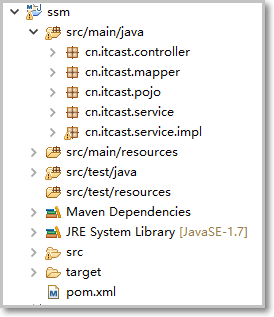 ssm
src/main/java
cn.itcast.controller
cn.itcast.mapper
cn.itcast.pojo
cn.itcast.service
cn.itcast.service.impl
src/main/resources
src/test/java
src/test/resources
Maven Dependencies
JRE System Library [JavaSE-1.7]
src
target
pom.xml